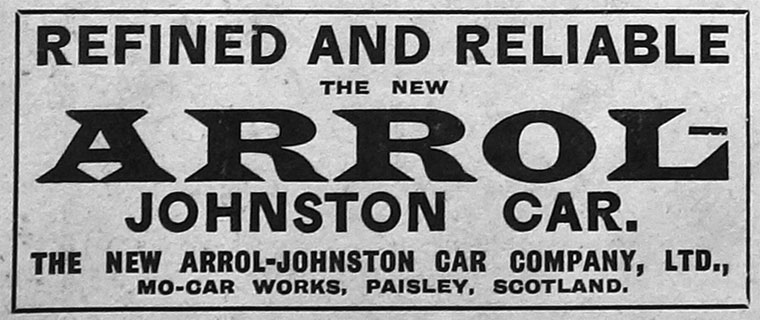 REFINED AND RELIABLE
THE NEW
ARROL-
JOHNSTON CAR.
THE NEW ARROL-JOHNSTON CAR COMPANY, LTD.,
MO-CAR WORKS, PAISLEY, SCOTLAND.